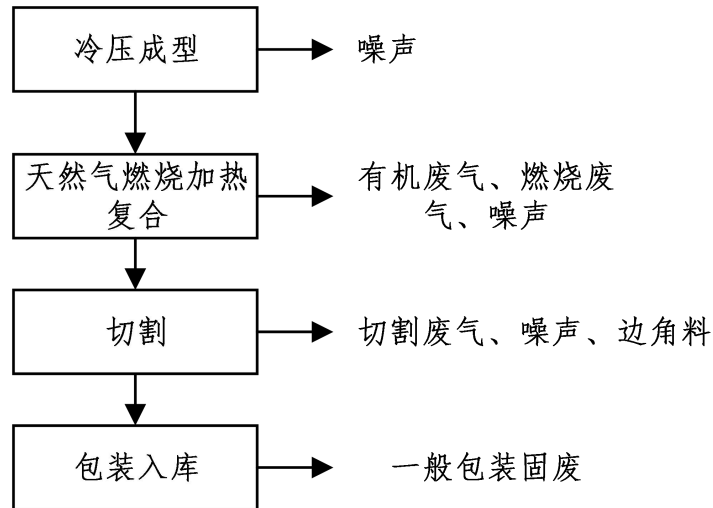 冷压成型
噪声
天然气燃烧加热
复合
有机废气、燃烧废
气、噪声
切割
切割废气、噪声、边角料
包装入库
一般包装固废